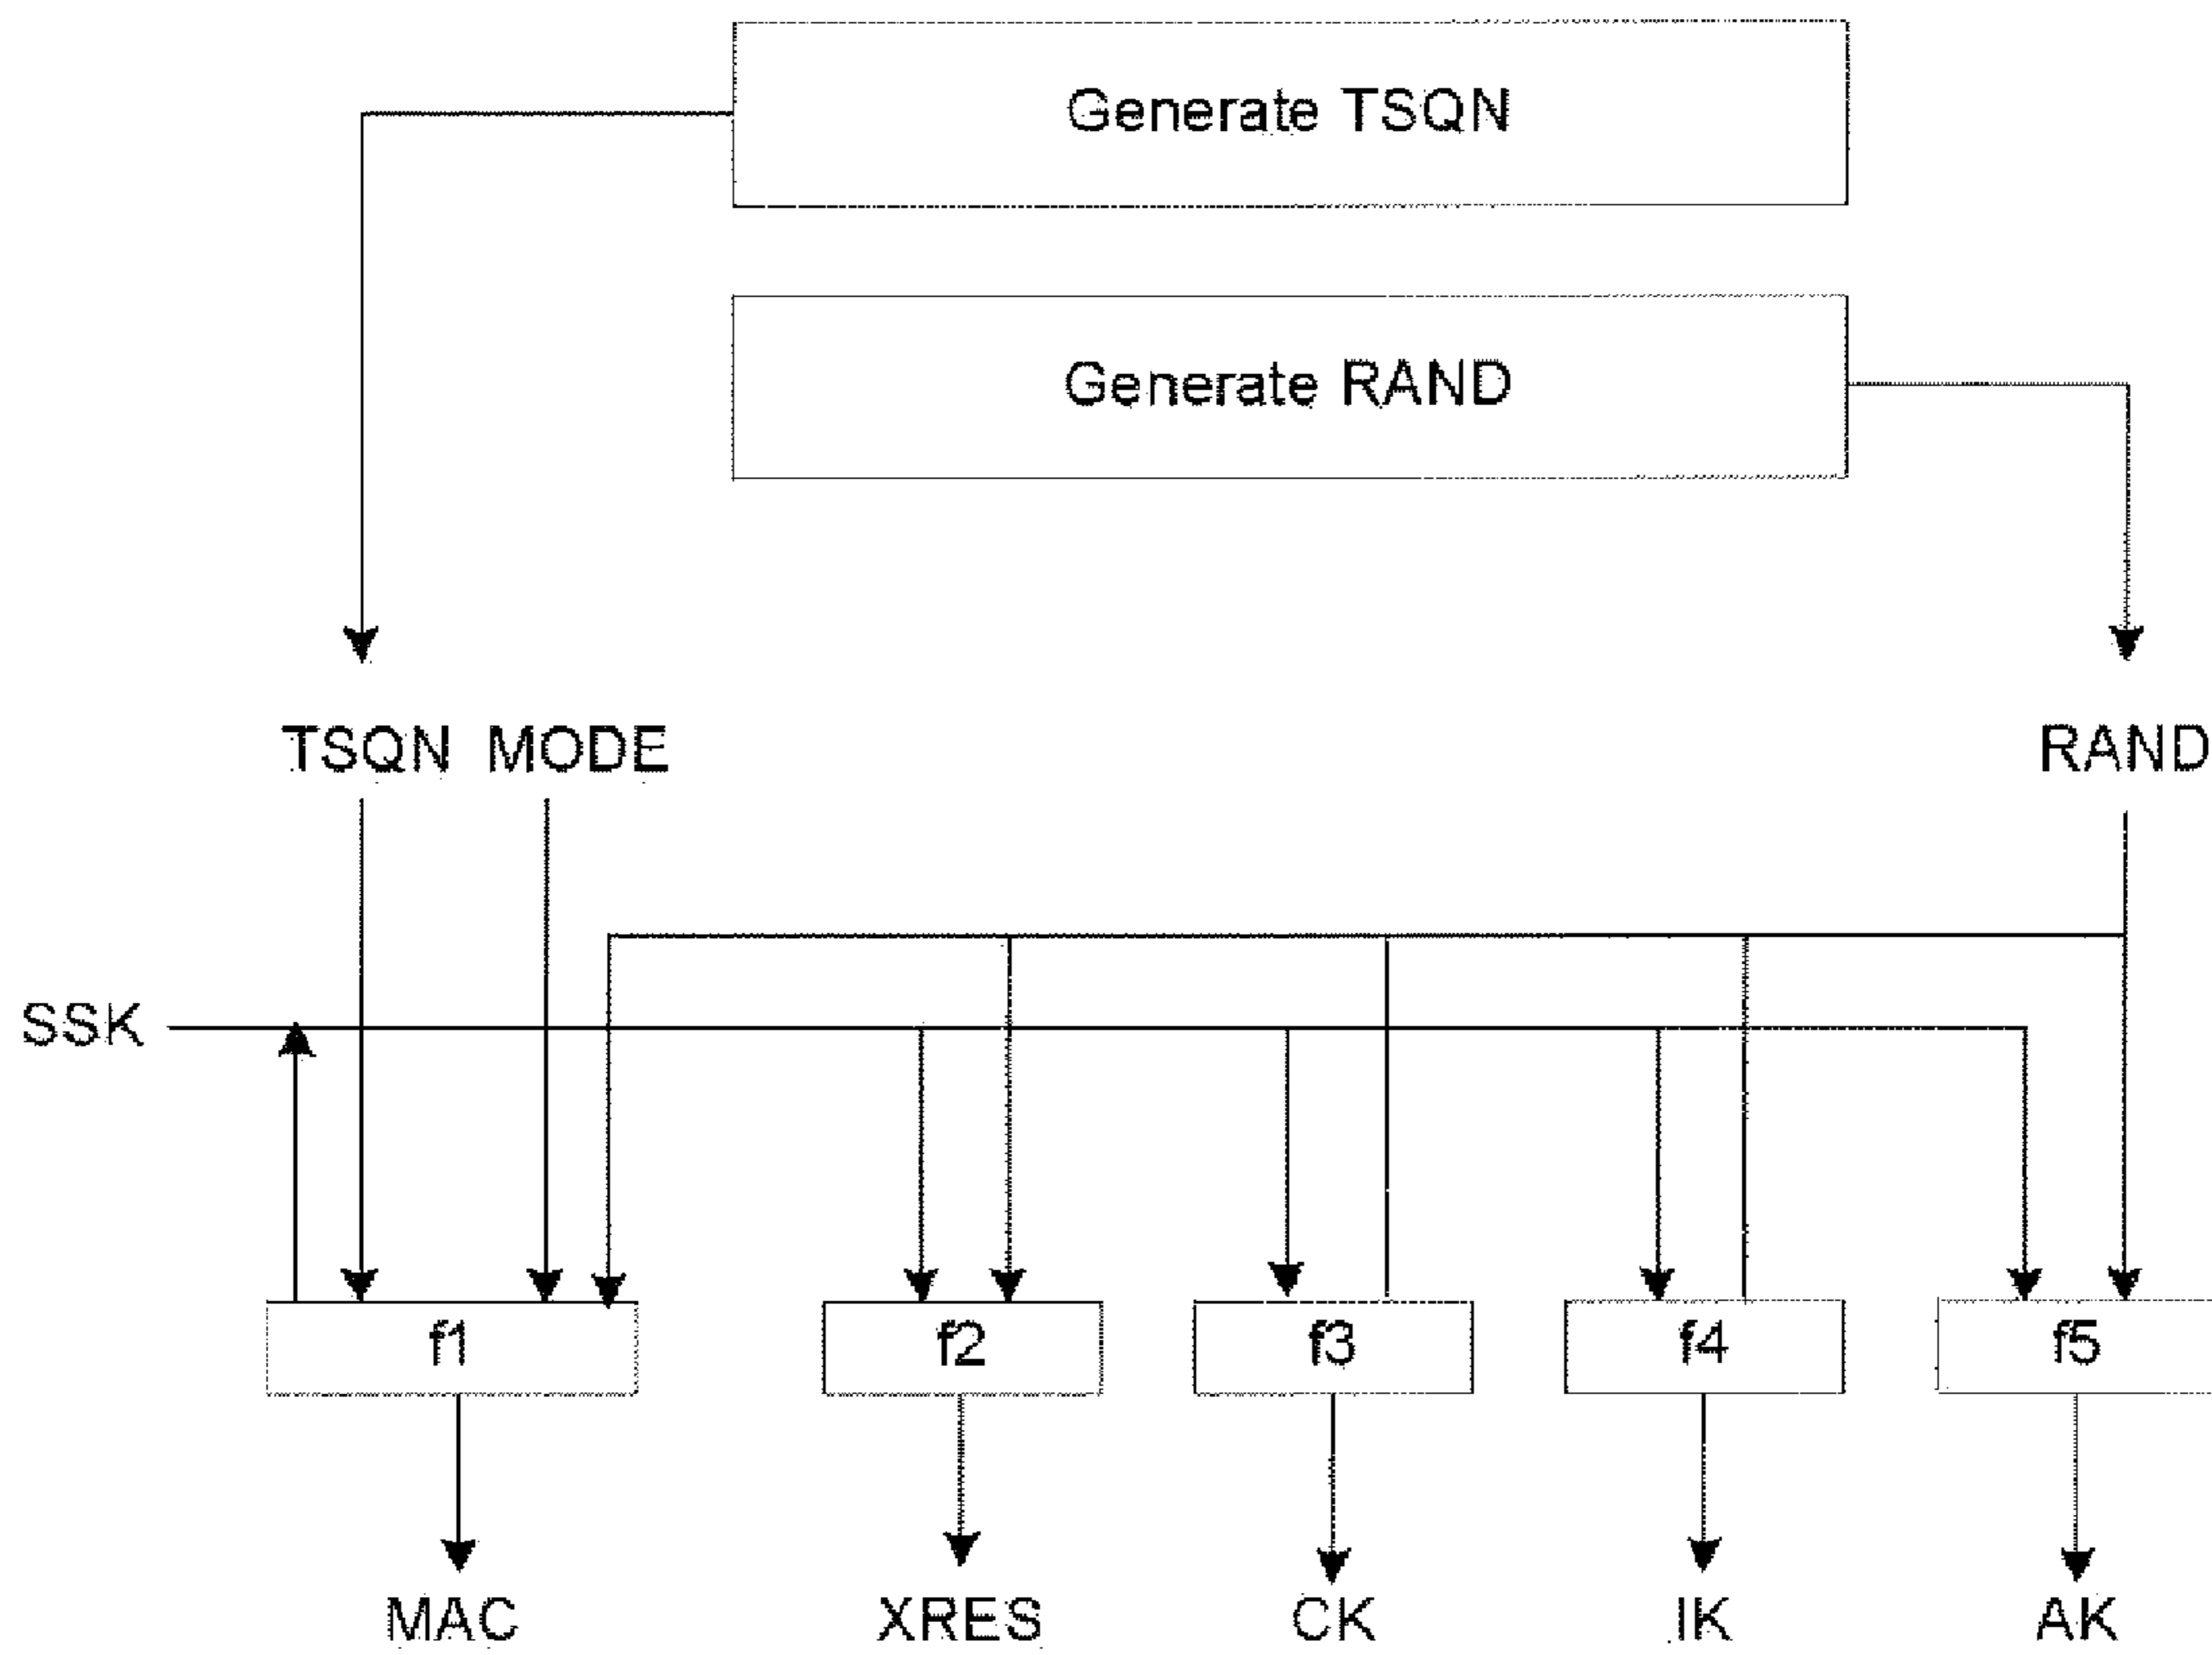 Generate TSQN
Generate RAND
TSQN MODE RAND
SSK
f1 f2 f3 f4 f5
MAC XRES CK IK AK